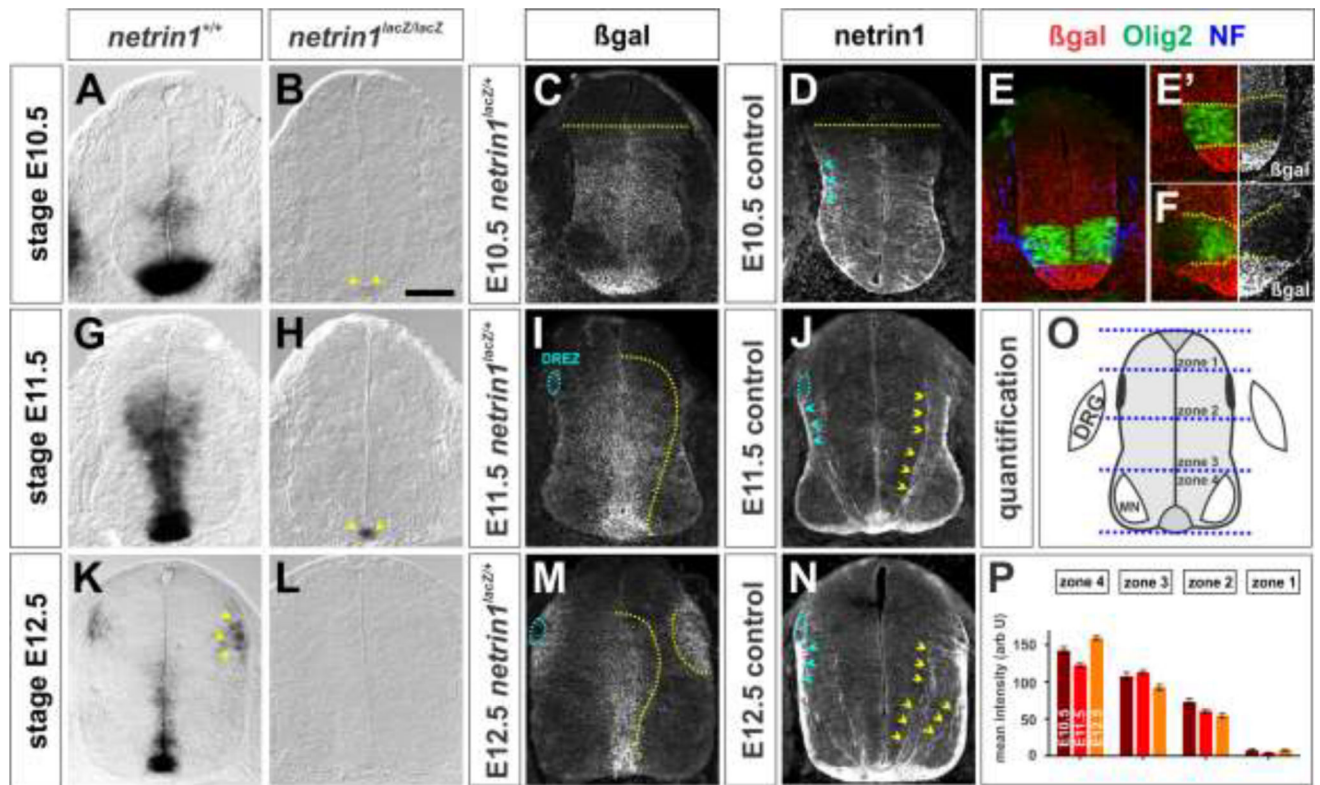 netrin1+/+
netrin1lacZ/lacZ
ßgal
netrin1
ßgal Olig2 NF
stage E10.5
A
B
E10.5 netrin1lacZ/+
C
E10.5 control
D
E
E'
ßgal
F
ßgal
stage E11.5
G
H
E11.5 netrin1lacZ/+
I
DREZ
E11.5 control
J
quantification
O
zone 1
zone 2
zone 3
zone 4
DRG
MN
stage E12.5
K
L
E12.5 netrin1lacZ/+
M
E12.5 control
N
P
zone 4 zone 3 zone 2 zone 1
mean intensity (arb U)
150
100
50
0
E10.5
E11.5
E12.5